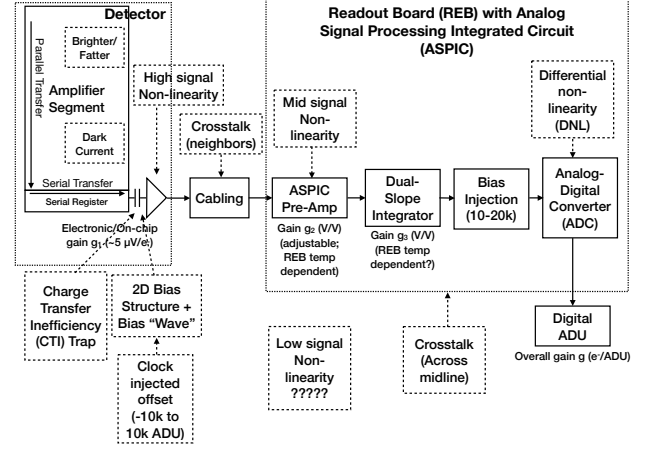 Detector
Parallel Transfer
Brighter/
Fatter
Amplifier
Segment
Dark
Current
Serial Transfer
Serial Register
High signal
Non-linearity
Electronic/On-chip
gain g₁ (~5 μV/e-)
Crosstalk
(neighbors)
Cabling
Readout Board (REB) with Analog
Signal Processing Integrated Circuit
(ASPIC)
Mid signal
Non-
linearity
ASPIC
Pre-Amp
Gain g₂ (V/V)
(adjustable;
REB temp
dependent)
Dual-
Slope
Integrator
Gain g₃ (V/V)
(REB temp
dependent?)
Bias
Injection
(10-20k)
Differential
non-
linearity
(DNL)
Analog-
Digital
Converter
(ADC)
Charge
Transfer
Inefficiency
(CTI) Trap
2D Bias
Structure +
Bias “Wave”
Clock
injected
offset
(-10k to
10k ADU)
Low signal
Non-
linearity
?????
Crosstalk
(Across
midline)
Digital
ADU
Overall gain g (e-/ADU)